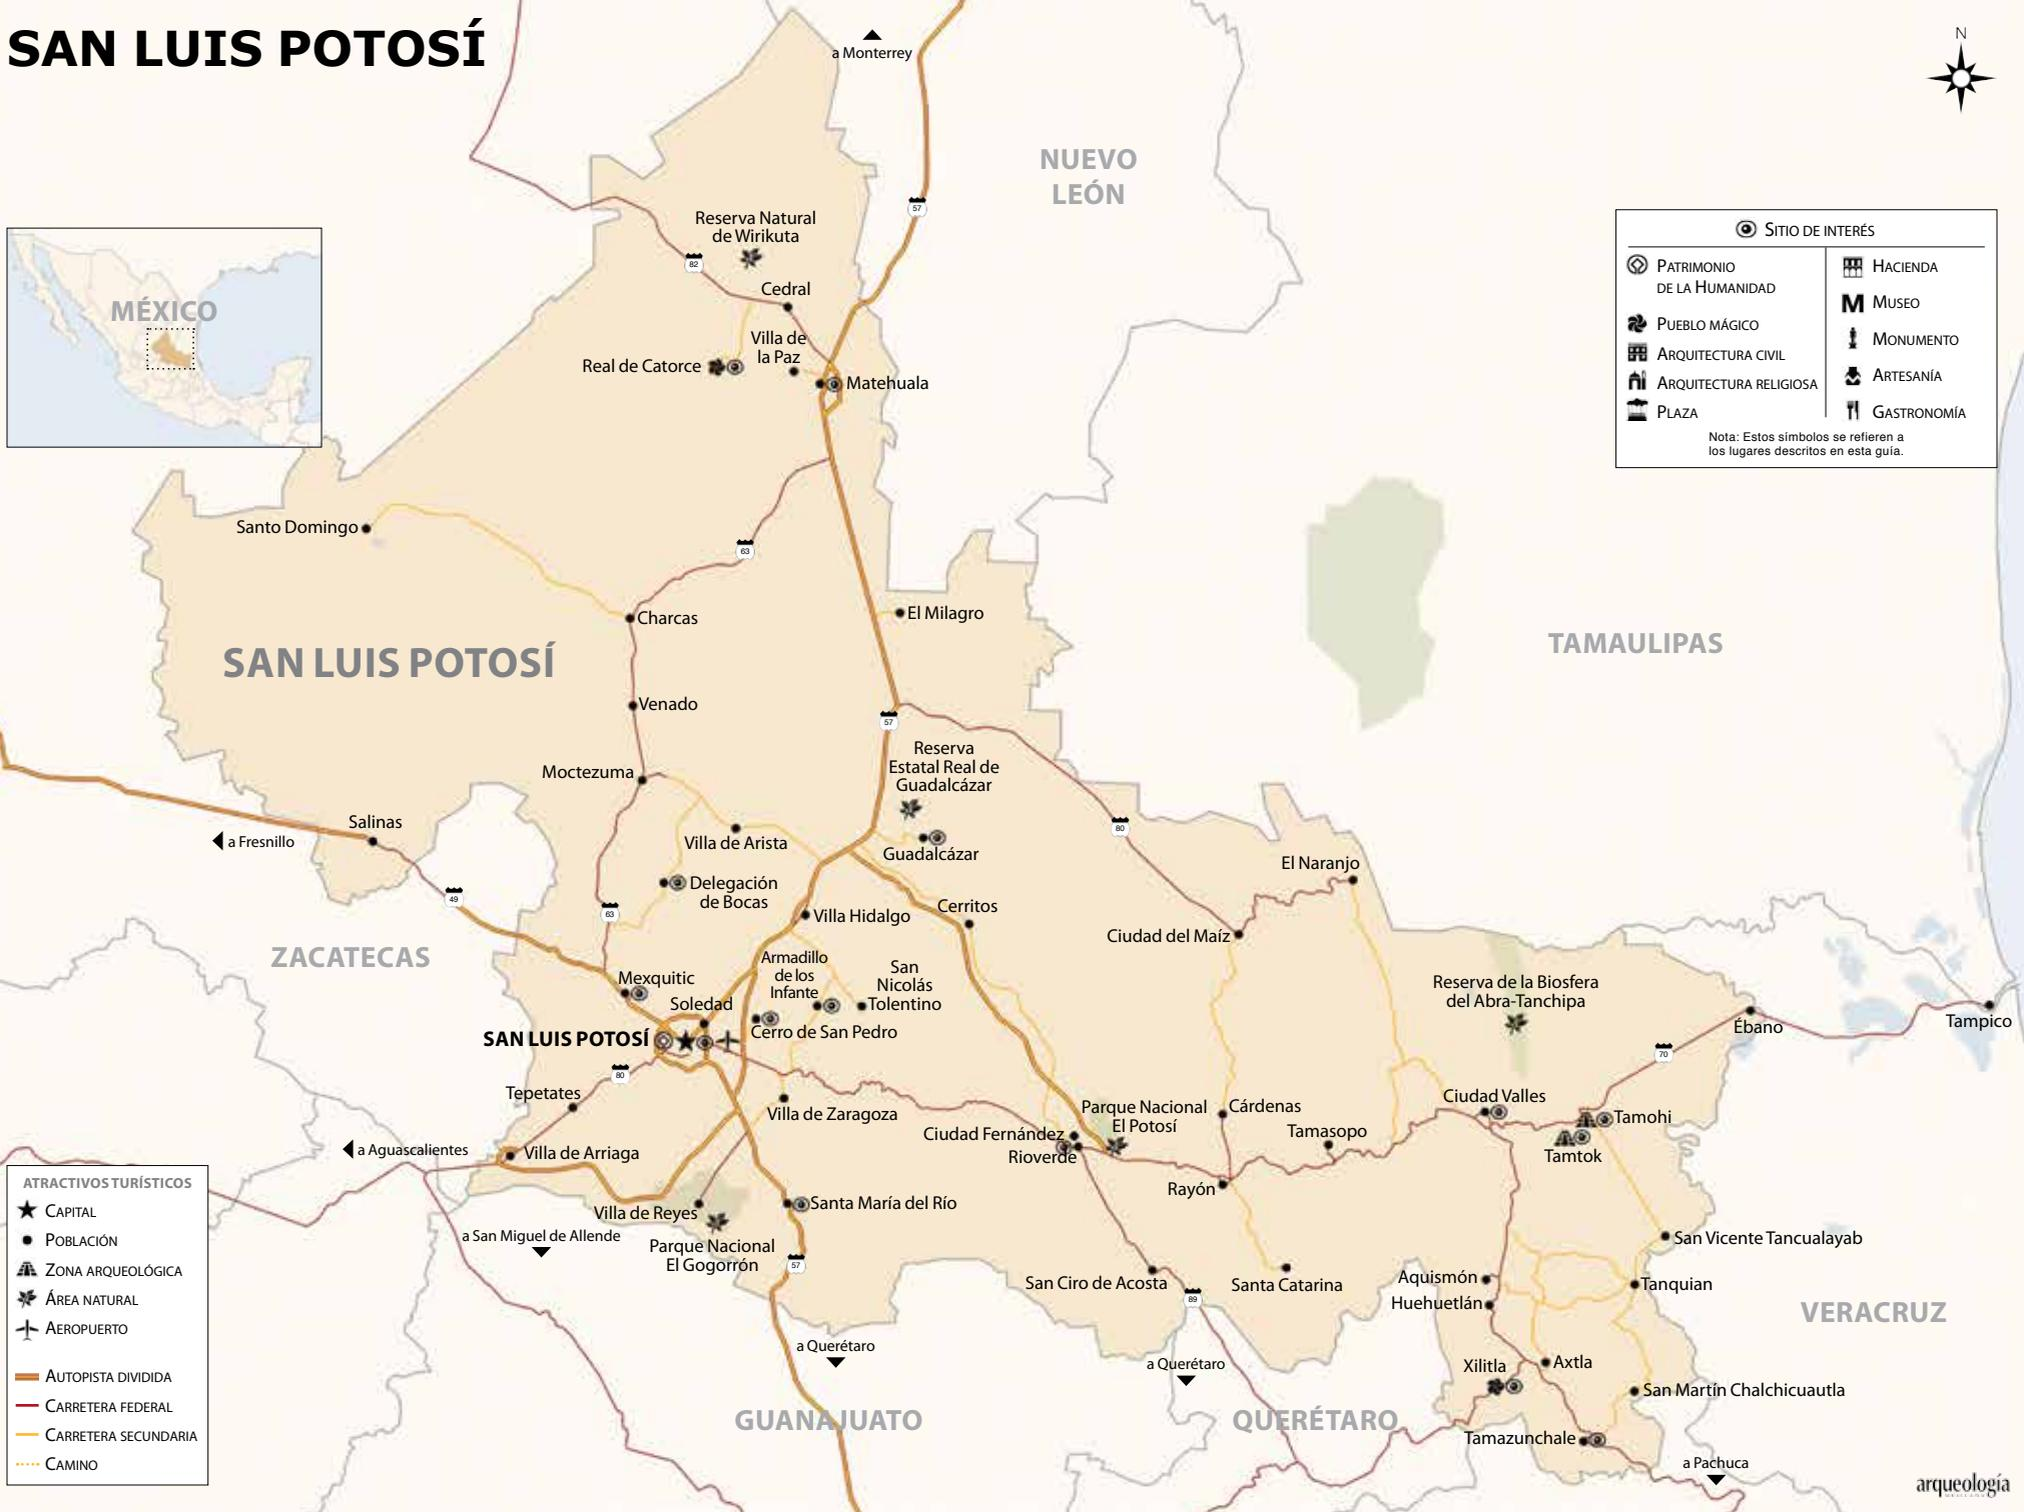 SAN LUIS POTOSÍ
a Monterrey
N
NUEVO
LEÓN
57
Reserva Natural
de Wirikuta
82
Cedral
Villa de
la Paz
Real de Catorce
Matehuala
MÉXICO
SITIO DE INTERÉS
PATRIMONIO
DE LA HUMANIDAD
PUEBLO MÁGICO
ARQUITECTURA CIVIL
ARQUITECTURA RELIGIOSA
PLAZA
HACIENDA
MUSEO
MONUMENTO
ARTESANÍA
GASTRONOMÍA
Nota: Estos símbolos se refieren a
los lugares descritos en esta guía.
Santo Domingo
63
Charcas
El Milagro
SAN LUIS POTOSÍ
TAMAULIPAS
Venado
57
Reserva
Estatal Real de
Guadalcázar
Moctezuma
Salinas
a Fresnillo
Villa de Arista
Guadalcázar
80
El Naranjo
Delegación
de Bocas
49
63
Villa Hidalgo
Cerritos
Ciudad del Maíz
ZACATECAS
Armadillo
de los
Infante
San
Nicolás
Tolentino
Mexquitic
Soledad
Reserva de la Biosfera
del Abra-Tanchipa
SAN LUIS POTOSÍ
Cerro de San Pedro
Ébano
Tampico
70
80
Tepetates
Villa de Zaragoza
Parque Nacional
El Potosí
Cárdenas
Ciudad Valles
Tamohi
Ciudad Fernández
Rioverde
Tamasopo
Tamtok
a Aguascalientes
Villa de Arriaga
Rayón
Villa de Reyes
Santa María del Río
a San Miguel de Allende
Parque Nacional
El Gogorrón
57
San Vicente Tancualayab
San Ciro de Acosta
89
Santa Catarina
Aquismón
Huehuetlán
Tanquian
VERACRUZ
a Querétaro
a Querétaro
Xilitla
Axtla
San Martín Chalchicuautla
GUANAJUATO
QUERÉTARO
Tamazunchale
a Pachuca
ATRACTIVOS TURÍSTICOS
CAPITAL
POBLACIÓN
ZONA ARQUEOLÓGICA
ÁREA NATURAL
AEROPUERTO
AUTOPISTA DIVIDIDA
CARRETERA FEDERAL
CARRETERA SECUNDARIA
CAMINO
arqueología